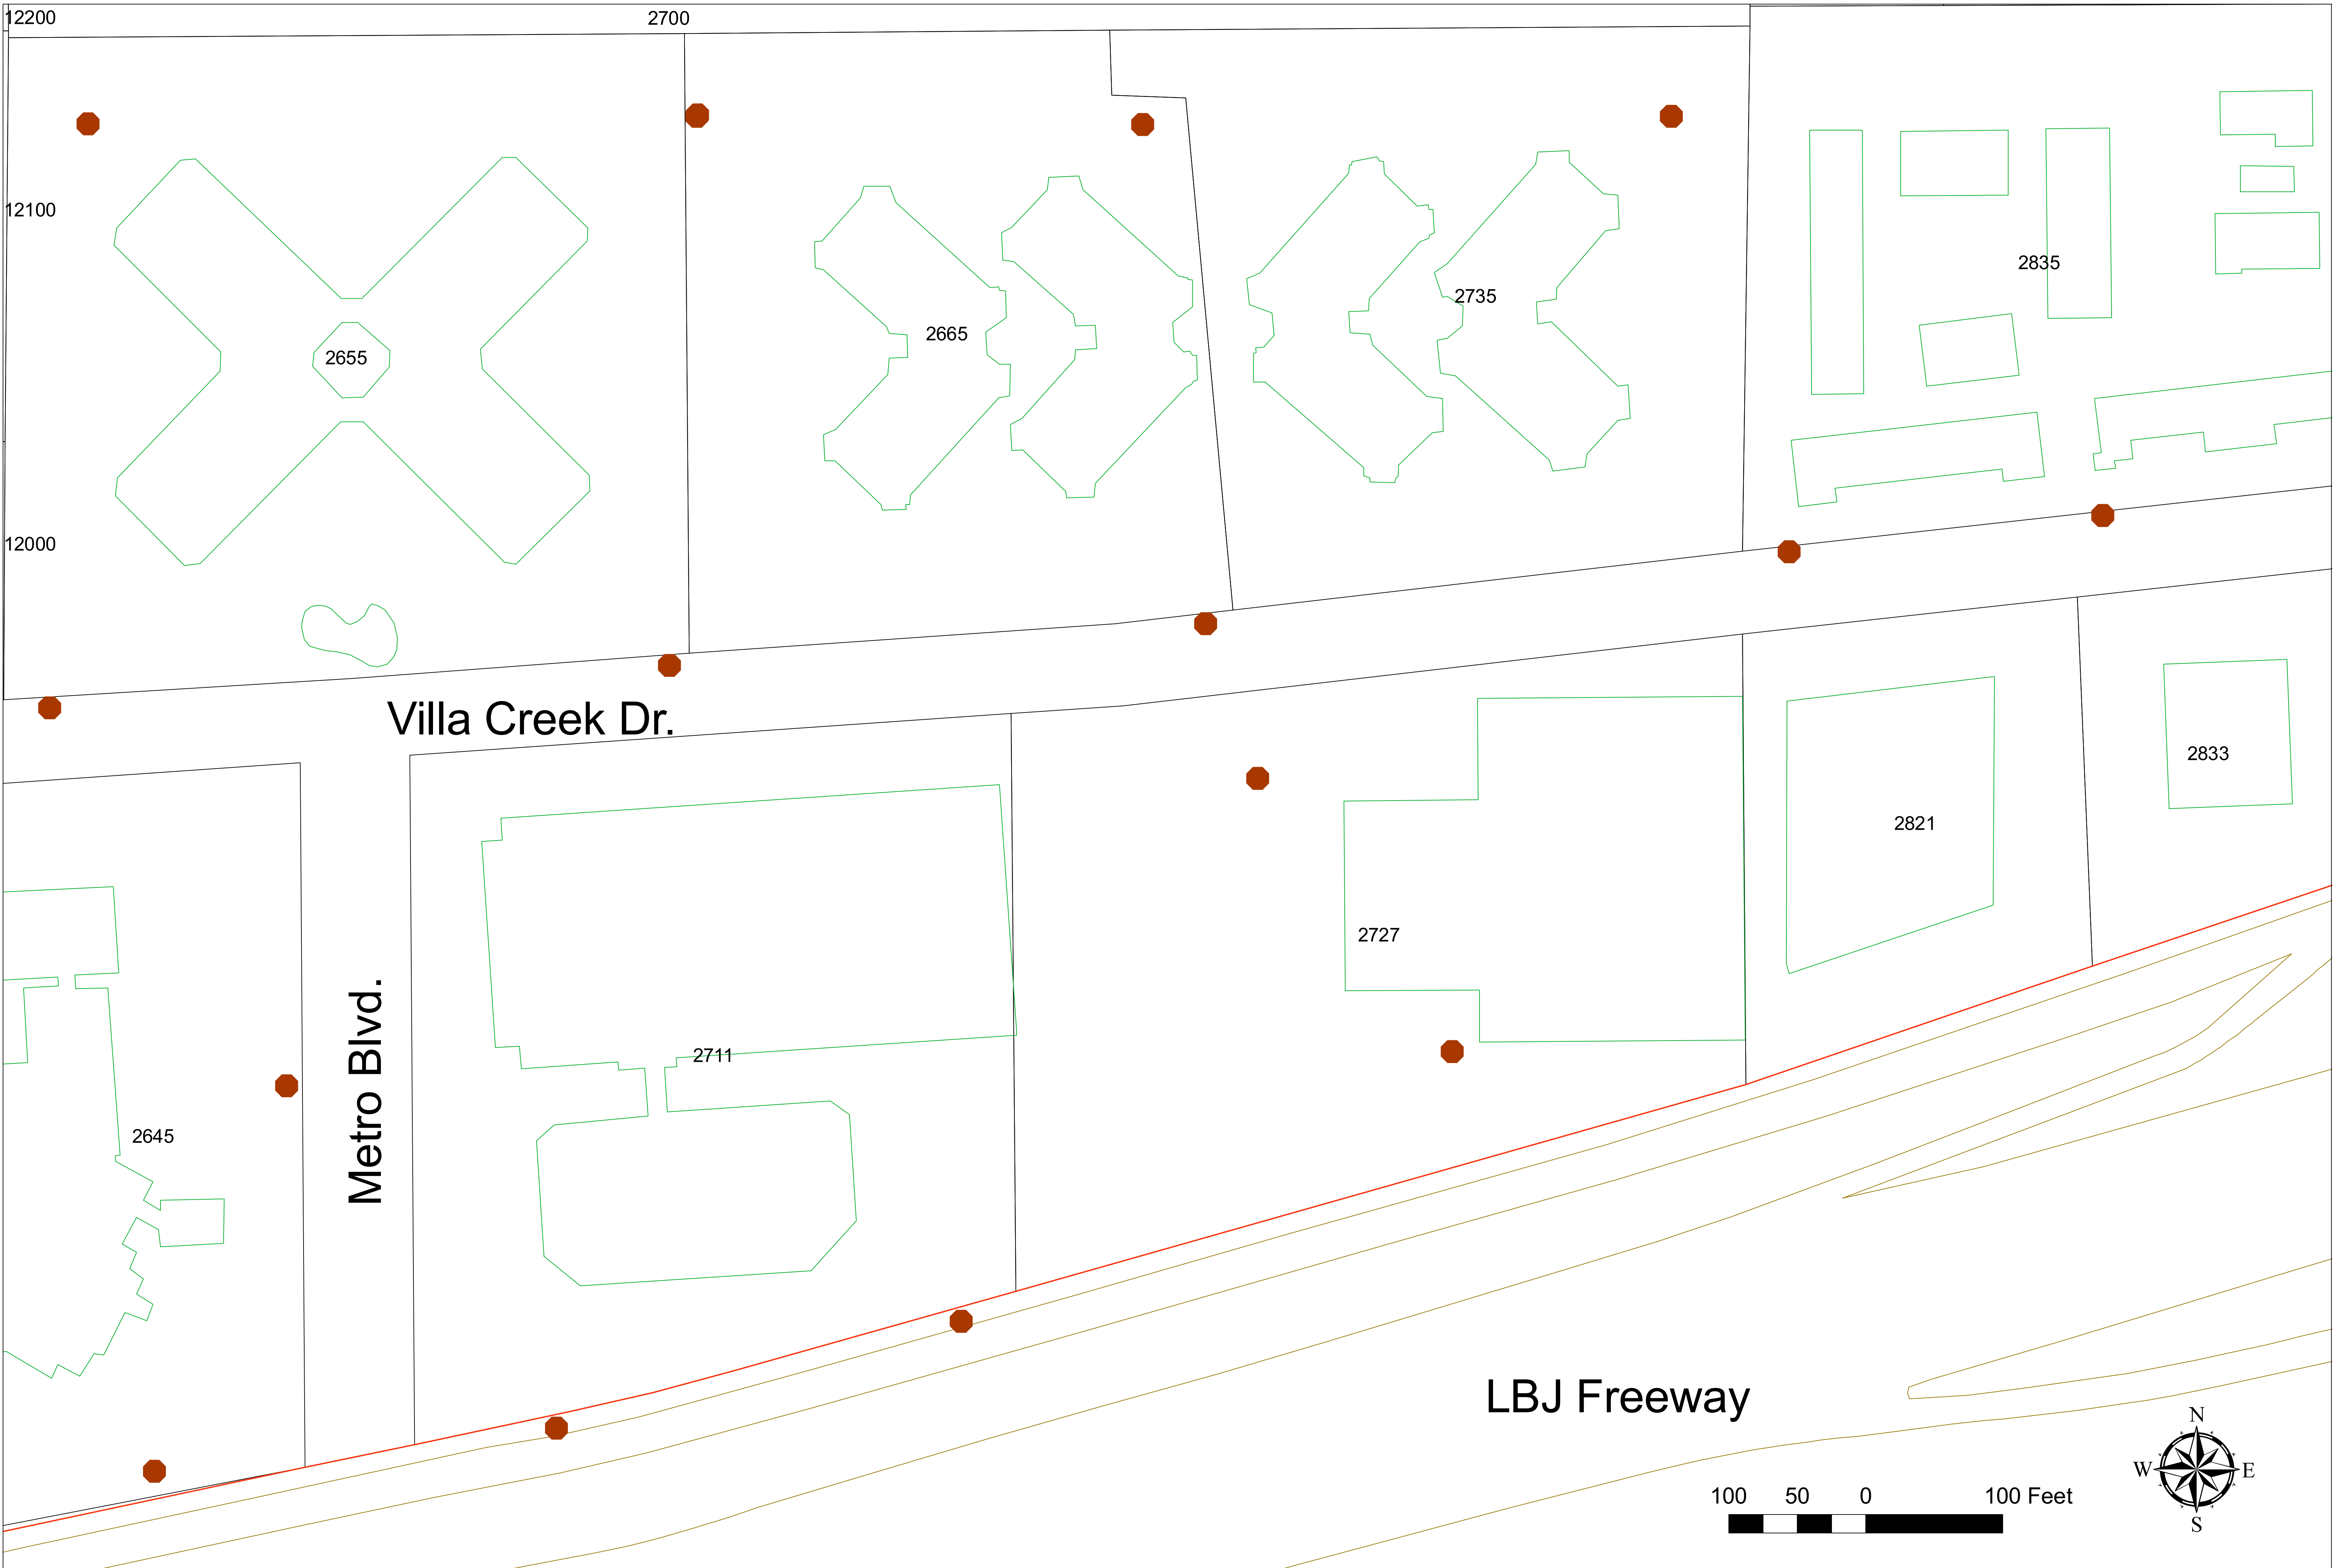 12200
2700
12100
2835
2735
2665
2655
12000
Villa Creek Dr.
2833
2821
2727
2711
Metro Blvd.
2645
LBJ Freeway
N
W E
S
100 50 0 100 Feet